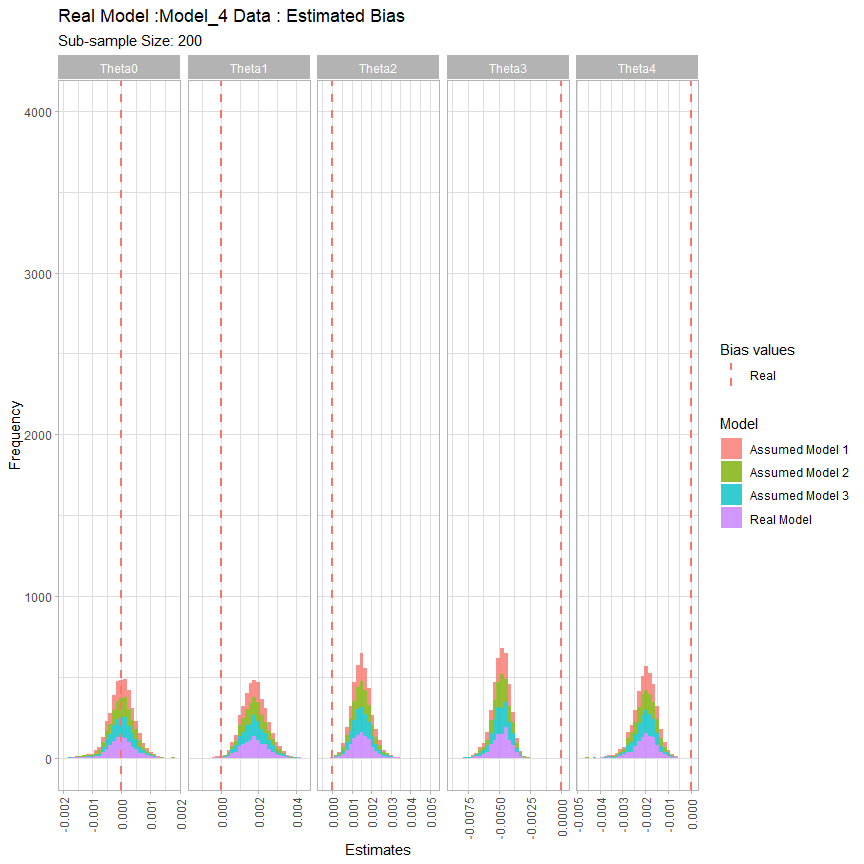 Real Model :Model_4 Data : Estimated Bias
Sub-sample Size: 200
Theta0 Theta1 Theta2 Theta3 Theta4
4000
3000
2000
1000
0
Frequency
-0.002 -0.001 0.000 0.001 0.002
0.000 0.002 0.004
0.000 0.001 0.002 0.003 0.004 0.005
-0.0075 -0.0050 -0.0025 0.0000
-0.005 -0.004 -0.003 -0.002 -0.001 0.000
Estimates
Bias values
Real
Model
Assumed Model 1
Assumed Model 2
Assumed Model 3
Real Model